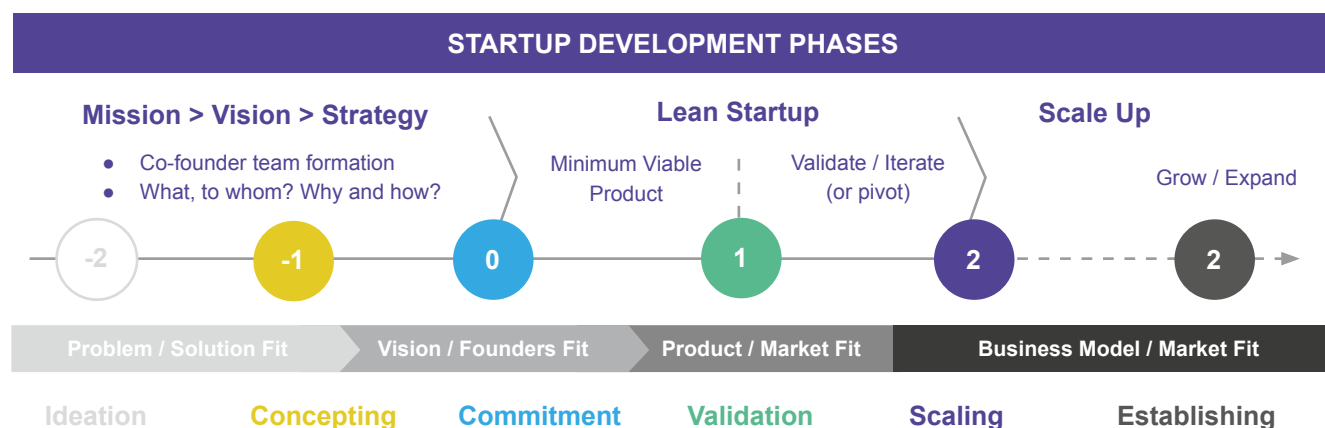 STARTUP DEVELOPMENT PHASES
Mission > Vision > Strategy
● Co-founder team formation
● What, to whom? Why and how?
Lean Startup
Minimum Viable
Product
Validate / Iterate
(or pivot)
Scale Up
Grow / Expand
-2
-1
0
1
2
2
Problem / Solution Fit
Vision / Founders Fit
Product / Market Fit
Business Model / Market Fit
Ideation
Concepting
Commitment
Validation
Scaling
Establishing